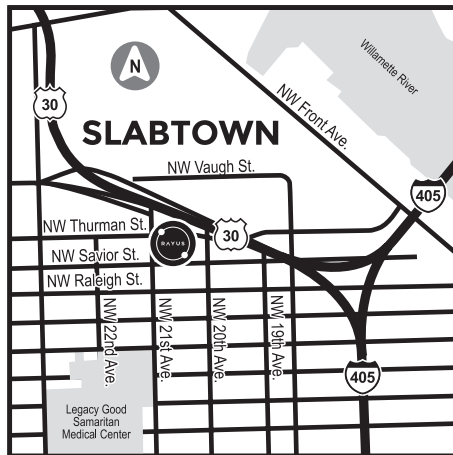 N
30
Willamette River
NW Front Ave.
SLABTOWN
NW Vaugh St.
405
NW Thurman St.
30
RAYUS
NW Savior St.
NW Raleigh St.
NW 22nd Ave.
NW 21st Ave.
NW 20th Ave.
NW 19th Ave.
405
Legacy Good
Samaritan
Medical Center